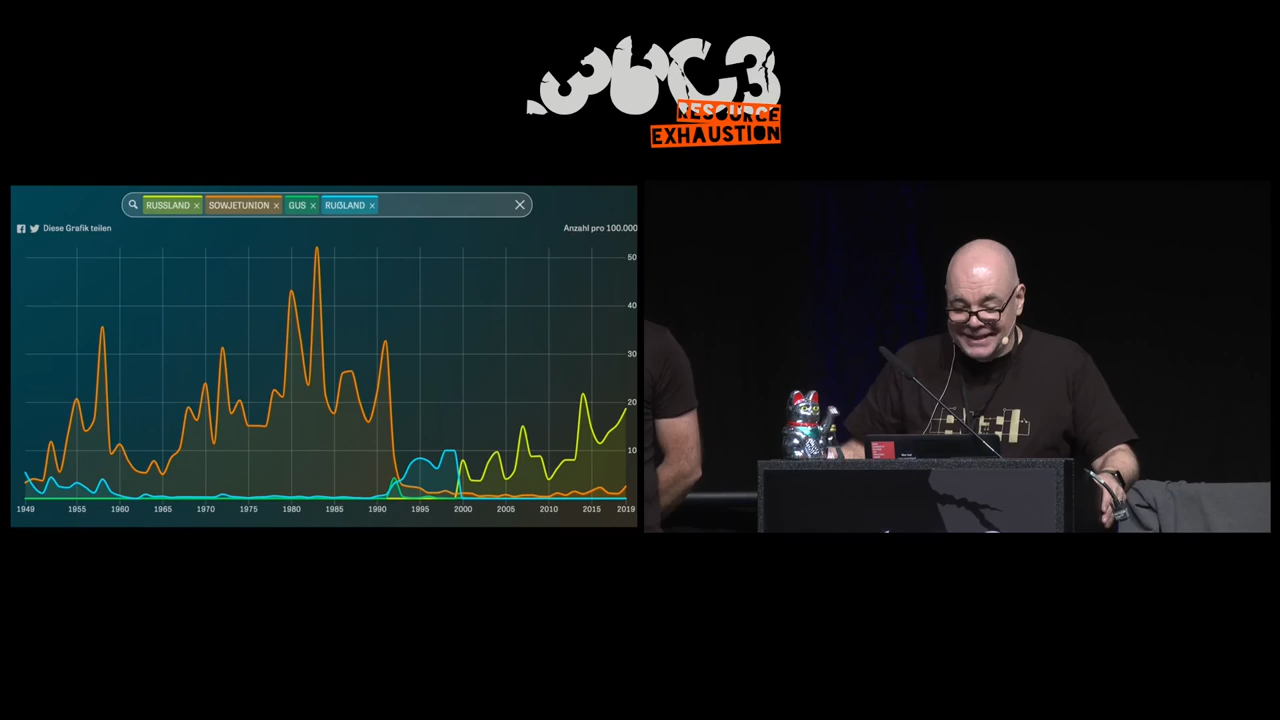 36C3
RESOURCE
EXHAUSTION
RUSSLAND × SOWJETUNION × GUS × RUẞLAND ×
Diese Grafik teilen
Anzahl pro 100.000
50
40
30
20
10
1949 1955 1960 1965 1970 1975 1980 1985 1990 1995 2000 2005 2010 2015 2019